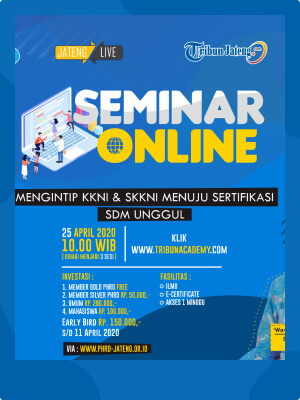 JATENG LIVE
Tribun Jateng.com
SEMINAR
ONLINE
MENGINTIP KKNI & SKKNI MENUJU SERTIFIKASI
SDM UNGGUL
25 APRIL 2020
10.00 WIB
( DIBAGI MENJADI 3 SESI )
KLIK
WWW.TRIBUNACADEMY.COM
INVESTASI :
1. MEMBER GOLD PHRD FREE
2. MEMBER SILVER PHRD RP. 50,000,-
3. UMUM RP. 200.000,-
4. MAHASISWA RP. 100.000,-
EARLY BIRD RP. 150.000,-
S/D 11 APRIL 2020
FASILITAS :
O ILMU
O E-CERTIFICATE
O AKSES 1 MINGGU
VIA : WWW.PHRD-JATENG.OR.ID